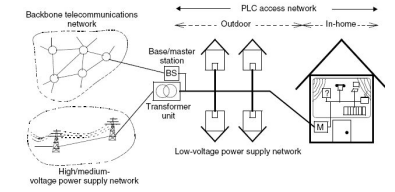 PLC access network
Backbone telecommunications
network
Outdoor
In-home
Base/master
station
BS
Transformer
unit
?
M
Low-voltage power supply network
High/medium-
voltage power supply network